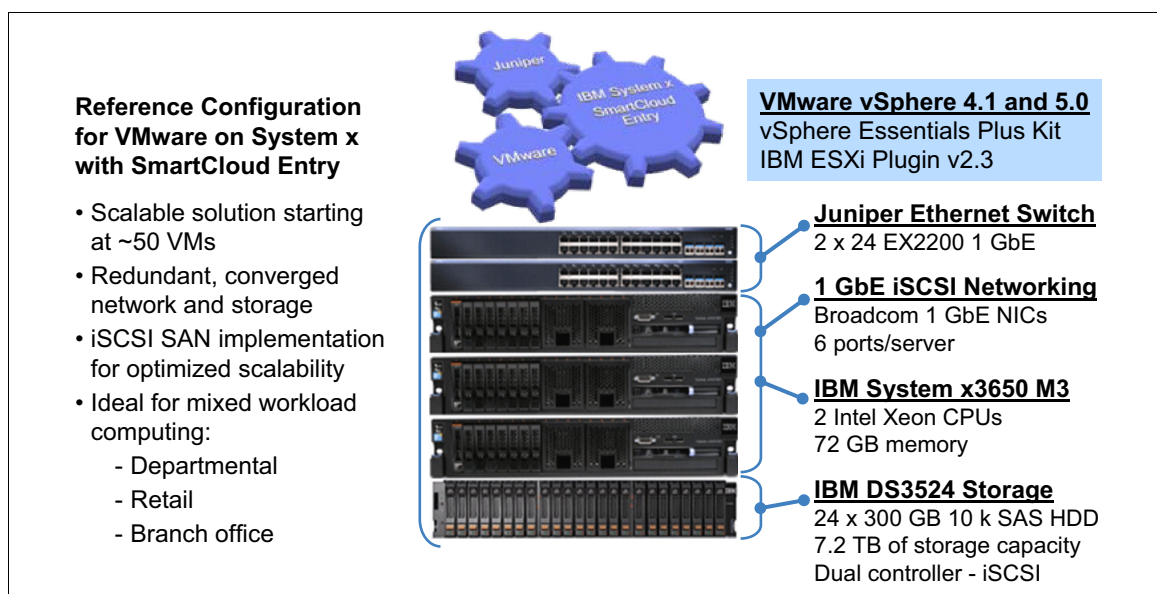 Reference Configuration
for VMware on System x
with SmartCloud Entry
• Scalable solution starting
at ~50 VMs
• Redundant, converged
network and storage
• iSCSI SAN implementation
for optimized scalability
• Ideal for mixed workload
computing:
- Departmental
- Retail
- Branch office
Juniper
IBM System x
SmartCloud
Entry
VMware
VMware vSphere 4.1 and 5.0
vSphere Essentials Plus Kit
IBM ESXi Plugin v2.3
Juniper Ethernet Switch
2 x 24 EX2200 1 GbE
1 GbE iSCSI Networking
Broadcom 1 GbE NICs
6 ports/server
IBM System x3650 M3
2 Intel Xeon CPUs
72 GB memory
IBM DS3524 Storage
24 x 300 GB 10 k SAS HDD
7.2 TB of storage capacity
Dual controller - iSCSI
IBM
IBM
IBM